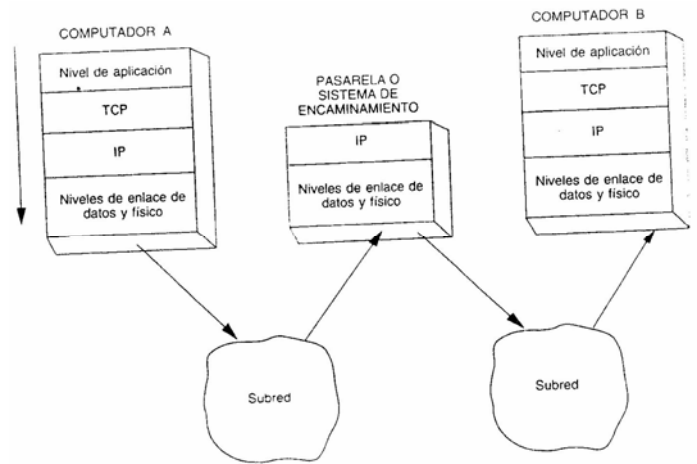 COMPUTADOR A
Nivel de aplicación
TCP
IP
Niveles de enlace de
datos y físico
PASARELA O
SISTEMA DE
ENCAMINAMIENTO
IP
Niveles de enlace de
datos y físico
COMPUTADOR B
Nivel de aplicación
TCP
IP
Niveles de enlace de
datos y físico
Subred
Subred